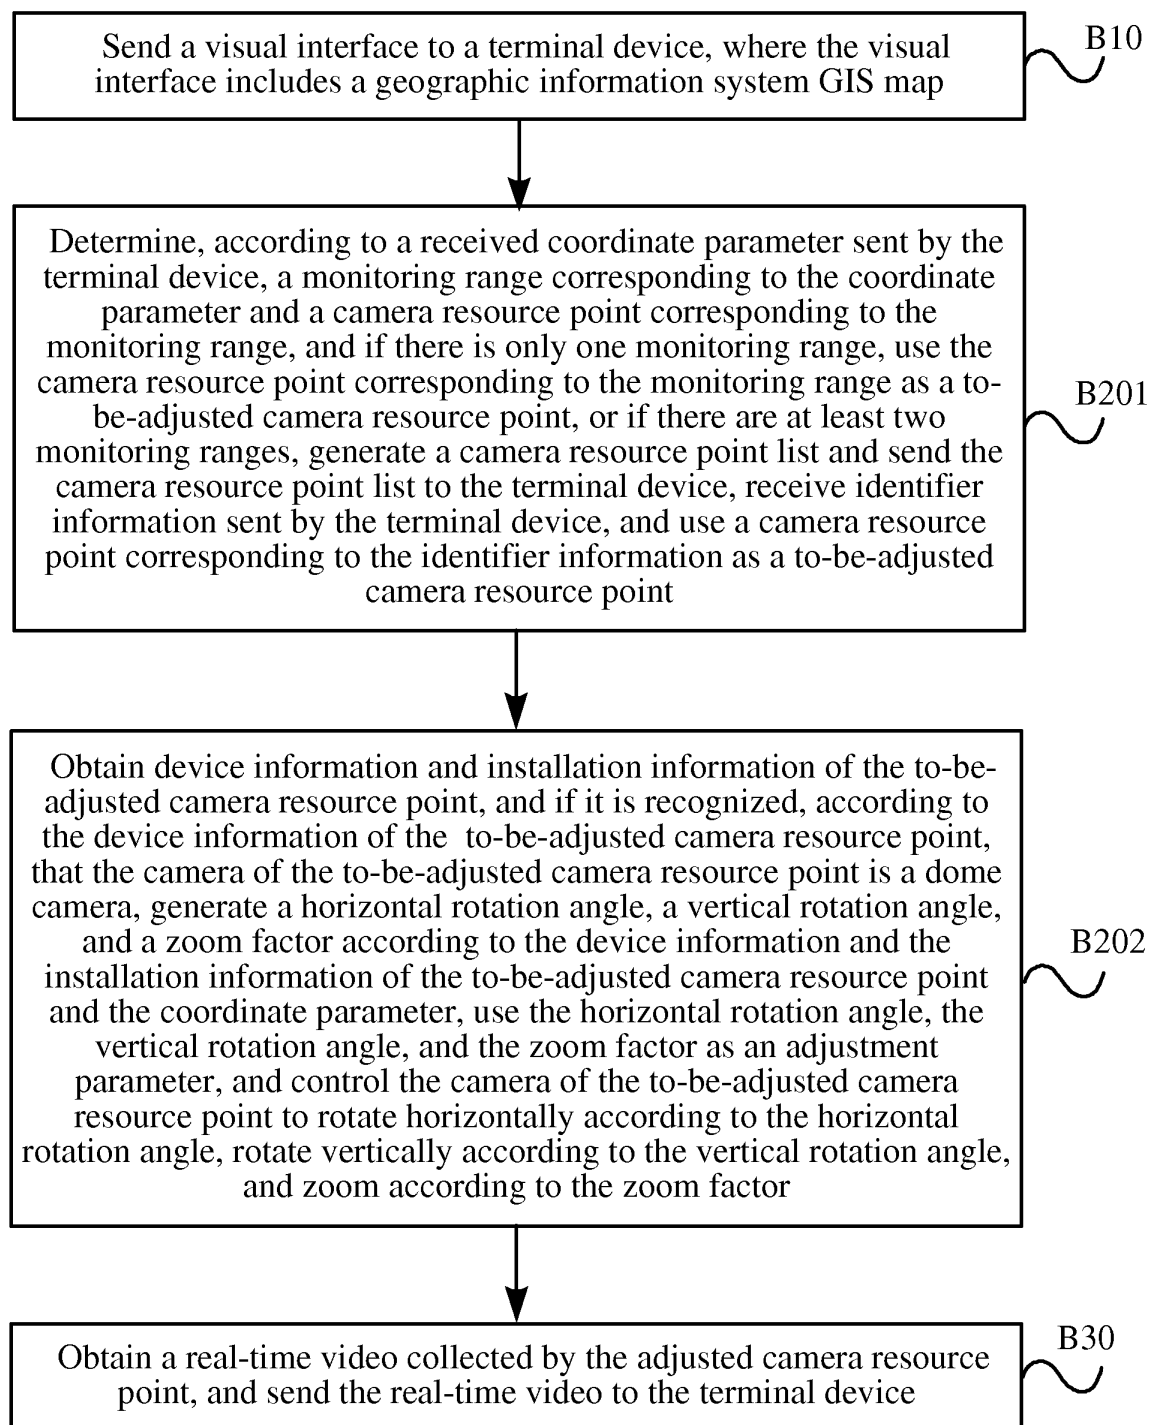 Send a visual interface to a terminal device, where the visual
interface includes a geographic information system GIS map
B10
Determine, according to a received coordinate parameter sent by the
terminal device, a monitoring range corresponding to the coordinate
parameter and a camera resource point corresponding to the
monitoring range, and if there is only one monitoring range, use the
camera resource point corresponding to the monitoring range as a to-
be-adjusted camera resource point, or if there are at least two
monitoring ranges, generate a camera resource point list and send the
camera resource point list to the terminal device, receive identifier
information sent by the terminal device, and use a camera resource
point corresponding to the identifier information as a to-be-adjusted
camera resource point
B201
Obtain device information and installation information of the to-be-
adjusted camera resource point, and if it is recognized, according to
the device information of the to-be-adjusted camera resource point,
that the camera of the to-be-adjusted camera resource point is a dome
camera, generate a horizontal rotation angle, a vertical rotation angle,
and a zoom factor according to the device information and the
installation information of the to-be-adjusted camera resource point
and the coordinate parameter, use the horizontal rotation angle, the
vertical rotation angle, and the zoom factor as an adjustment
parameter, and control the camera of the to-be-adjusted camera
resource point to rotate horizontally according to the horizontal
rotation angle, rotate vertically according to the vertical rotation angle,
and zoom according to the zoom factor
B202
Obtain a real-time video collected by the adjusted camera resource
point, and send the real-time video to the terminal device
B30